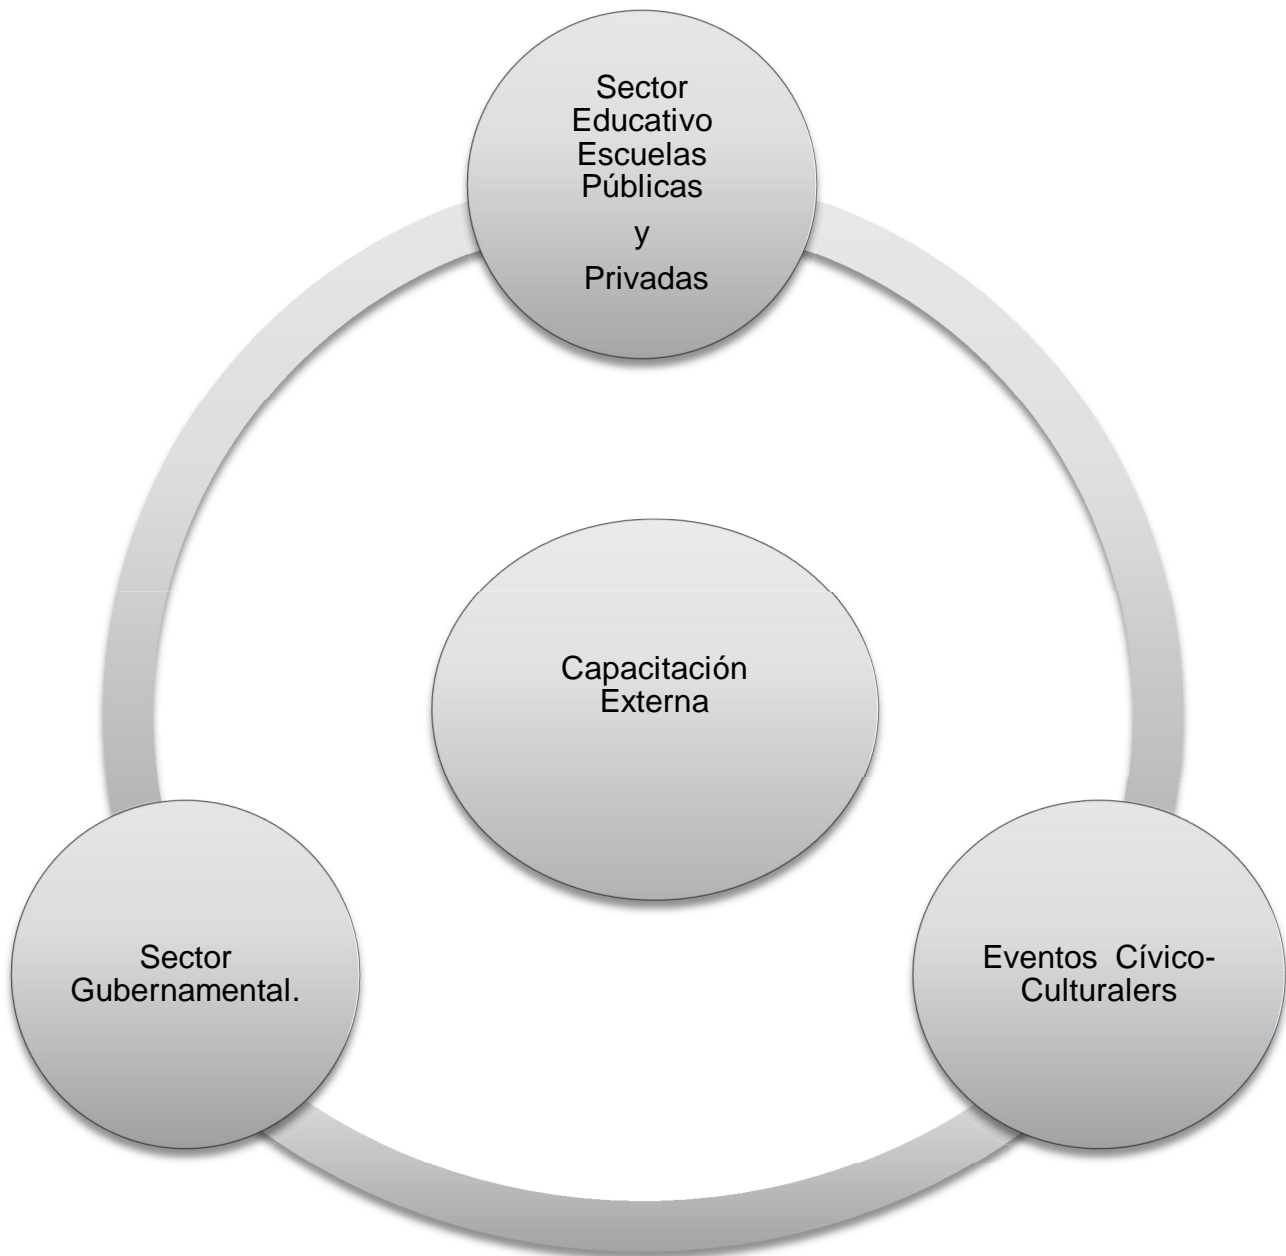 Sector
Educativo
Escuelas
Públicas
y
Privadas
Capacitación
Externa
Sector
Gubernamental.
Eventos Cívico-
Culturalers